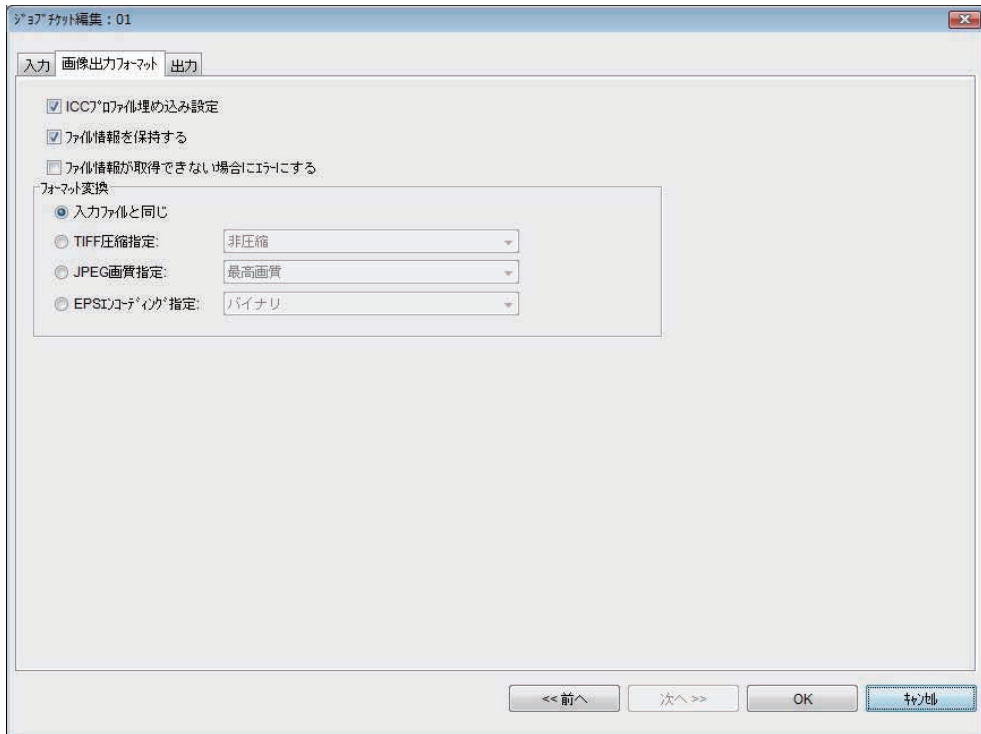 ｼﾞｮﾌﾞﾁｹｯﾄ編集：01
入力 画像出力ﾌｫｰﾏｯﾄ 出力
ICCﾌﾟﾛﾌｧｲﾙ埋め込み設定
ﾌｧｲﾙ情報を保持する
ﾌｧｲﾙ情報が取得できない場合にｴﾗｰにする
ﾌｫｰﾏｯﾄ変換
入力ﾌｧｲﾙと同じ
TIFF圧縮指定: 非圧縮
JPEG画質指定: 最高画質
EPSｴﾝｺｰﾃﾞｨﾝｸﾞ指定: バイナリ
<< 前へ 次へ >> OK ｷｬﾝｾﾙ